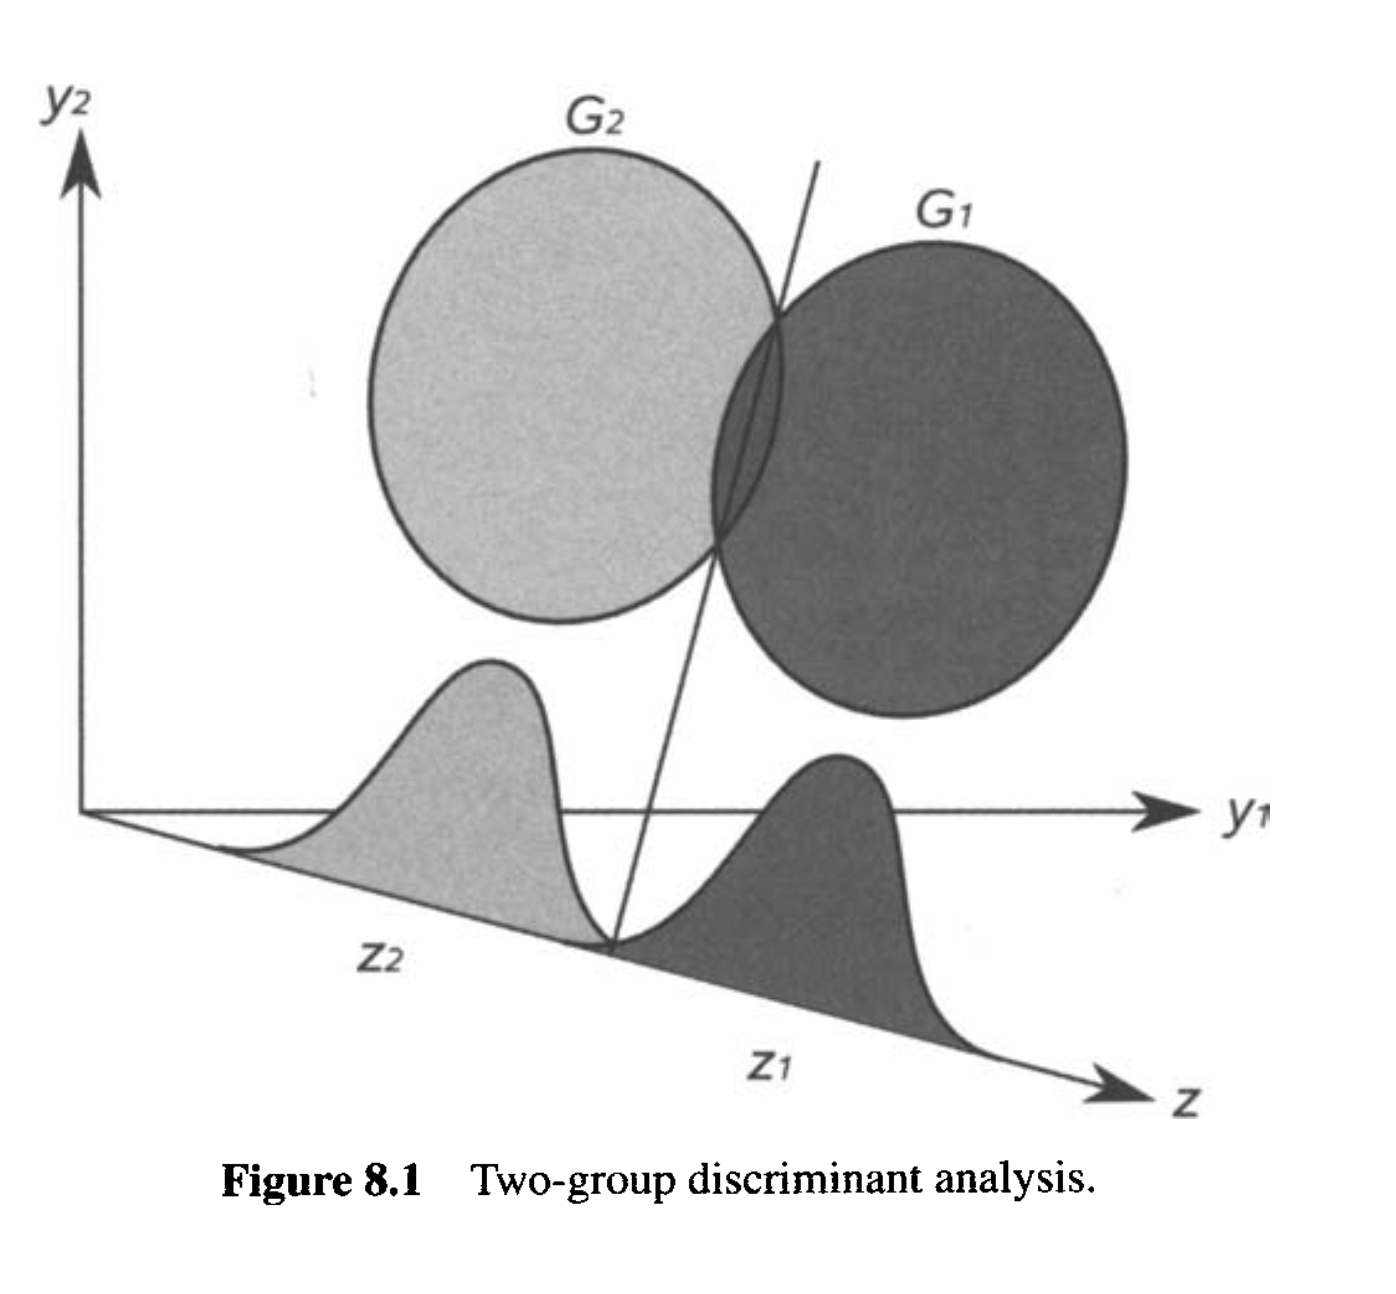 y2
G2
G1
y1
z2
z1
z
Figure 8.1 Two-group discriminant analysis.